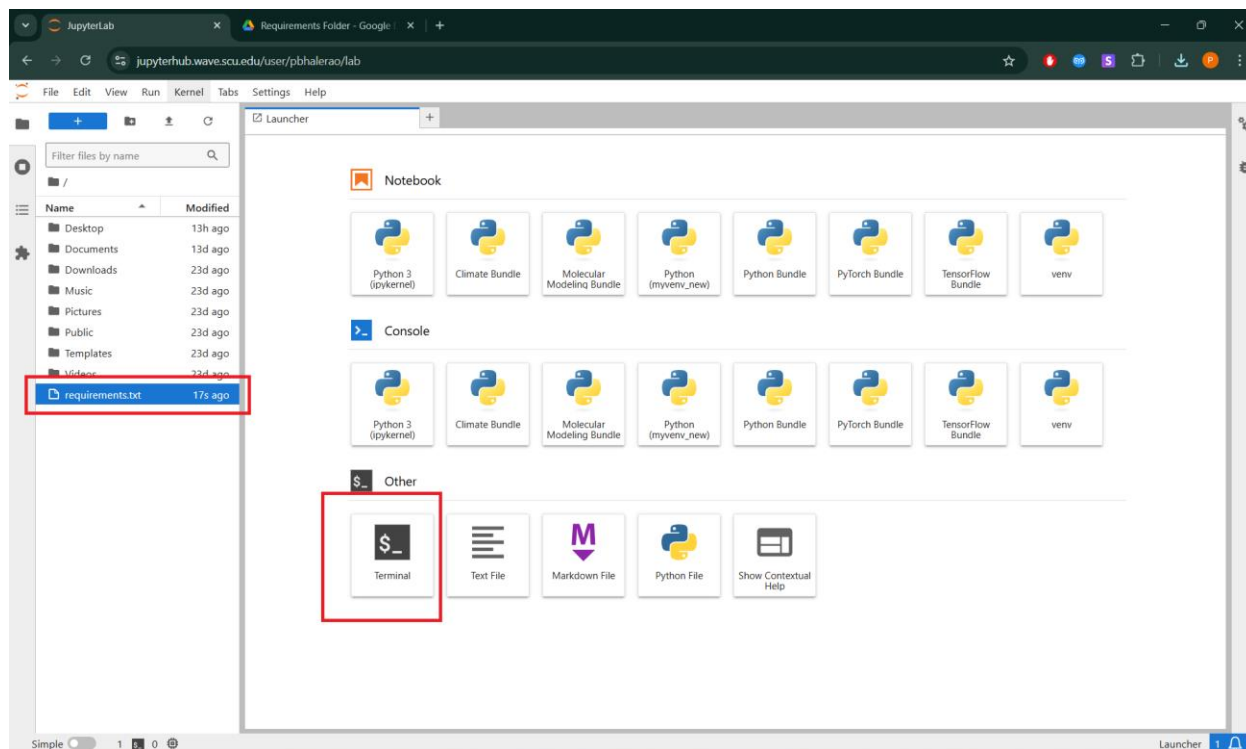 JupyterLab
Requirements Folder - Google
jupyterhub.wave.scu.edu/user/pbhalerao/lab
S
P
File Edit View Run Kernel Tabs Settings Help
Launcher
Filter files by name
/
Name Modified
Desktop 13h ago
Documents 13d ago
Downloads 23d ago
Music 23d ago
Pictures 23d ago
Public 23d ago
Templates 23d ago
Videos 23d ago
requirements.txt 17s ago
Notebook
Python 3 (ipykernel)
Climate Bundle
Molecular Modeling Bundle
Python (myvenv_new)
Python Bundle
PyTorch Bundle
TensorFlow Bundle
venv
Console
Python 3 (ipykernel)
Climate Bundle
Molecular Modeling Bundle
Python (myvenv_new)
Python Bundle
PyTorch Bundle
TensorFlow Bundle
venv
$_ Other
$_
Terminal
Text File
M
Markdown File
Python File
Show Contextual Help
Simple 1 0
Launcher 1